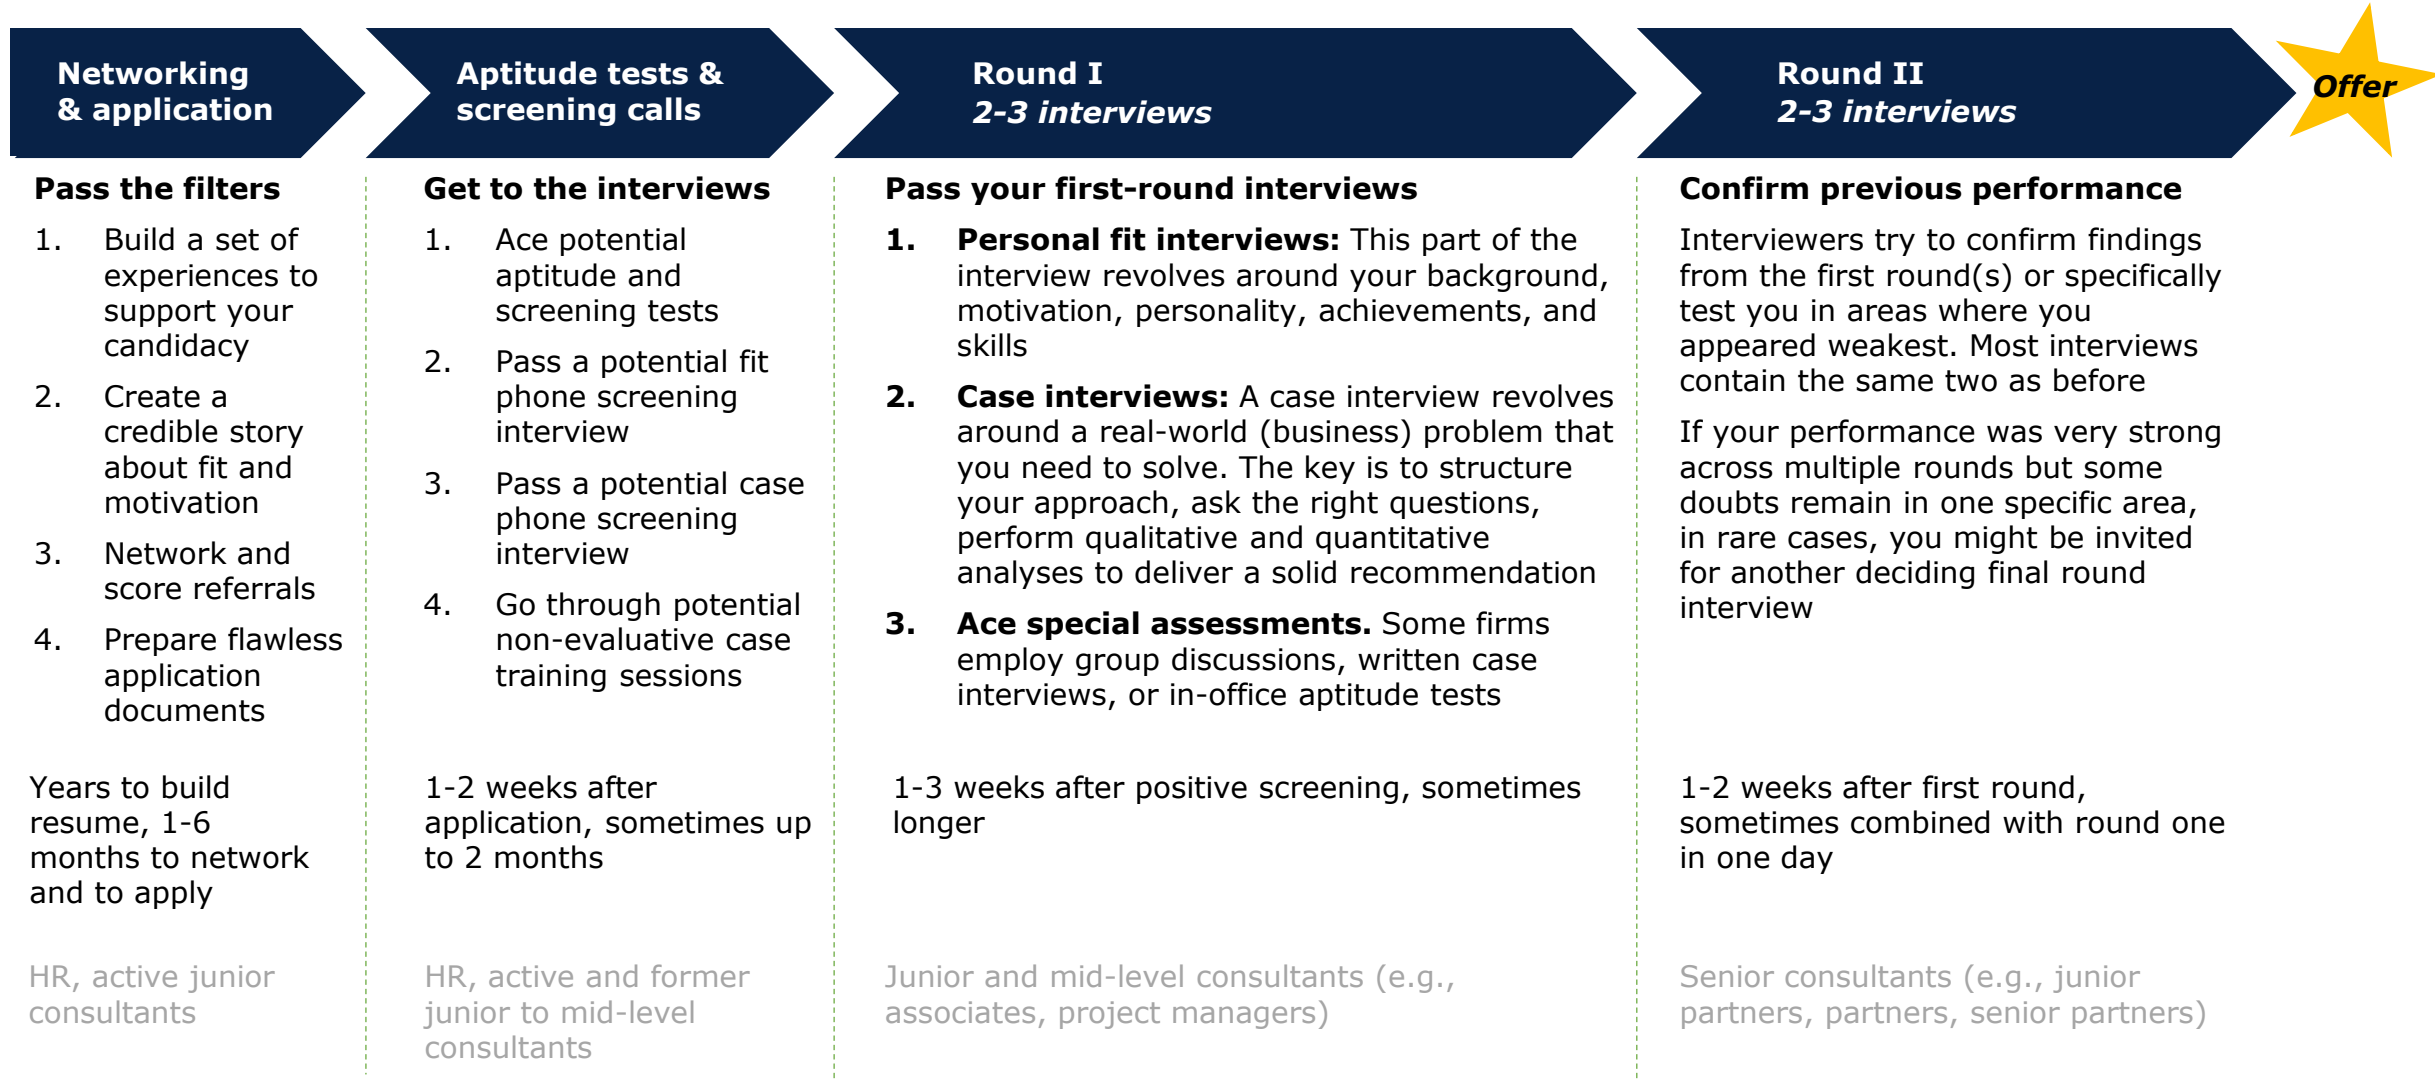 Networking
& application
Aptitude tests &
screening calls
Round I
2-3 interviews
Round II
2-3 interviews
Offer
Pass the filters
1. Build a set of
experiences to
support your
candidacy
2. Create a
credible story
about fit and
motivation
3. Network and
score referrals
4. Prepare flawless
application
documents
Years to build
resume, 1-6
months to network
and to apply
HR, active junior
consultants
Get to the interviews
1. Ace potential
aptitude and
screening tests
2. Pass a potential fit
phone screening
interview
3. Pass a potential case
phone screening
interview
4. Go through potential
non-evaluative case
training sessions
1-2 weeks after
application, sometimes up
to 2 months
HR, active and former
junior to mid-level
consultants
Pass your first-round interviews
1. Personal fit interviews: This part of the
interview revolves around your background,
motivation, personality, achievements, and
skills
2. Case interviews: A case interview revolves
around a real-world (business) problem that
you need to solve. The key is to structure
your approach, ask the right questions,
perform qualitative and quantitative
analyses to deliver a solid recommendation
3. Ace special assessments. Some firms
employ group discussions, written case
interviews, or in-office aptitude tests
1-3 weeks after positive screening, sometimes
longer
Junior and mid-level consultants (e.g.,
associates, project managers)
Confirm previous performance
Interviewers try to confirm findings
from the first round(s) or specifically
test you in areas where you
appeared weakest. Most interviews
contain the same two as before
If your performance was very strong
across multiple rounds but some
doubts remain in one specific area,
in rare cases, you might be invited
for another deciding final round
interview
1-2 weeks after first round,
sometimes combined with round one
in one day
Senior consultants (e.g., junior
partners, partners, senior partners)